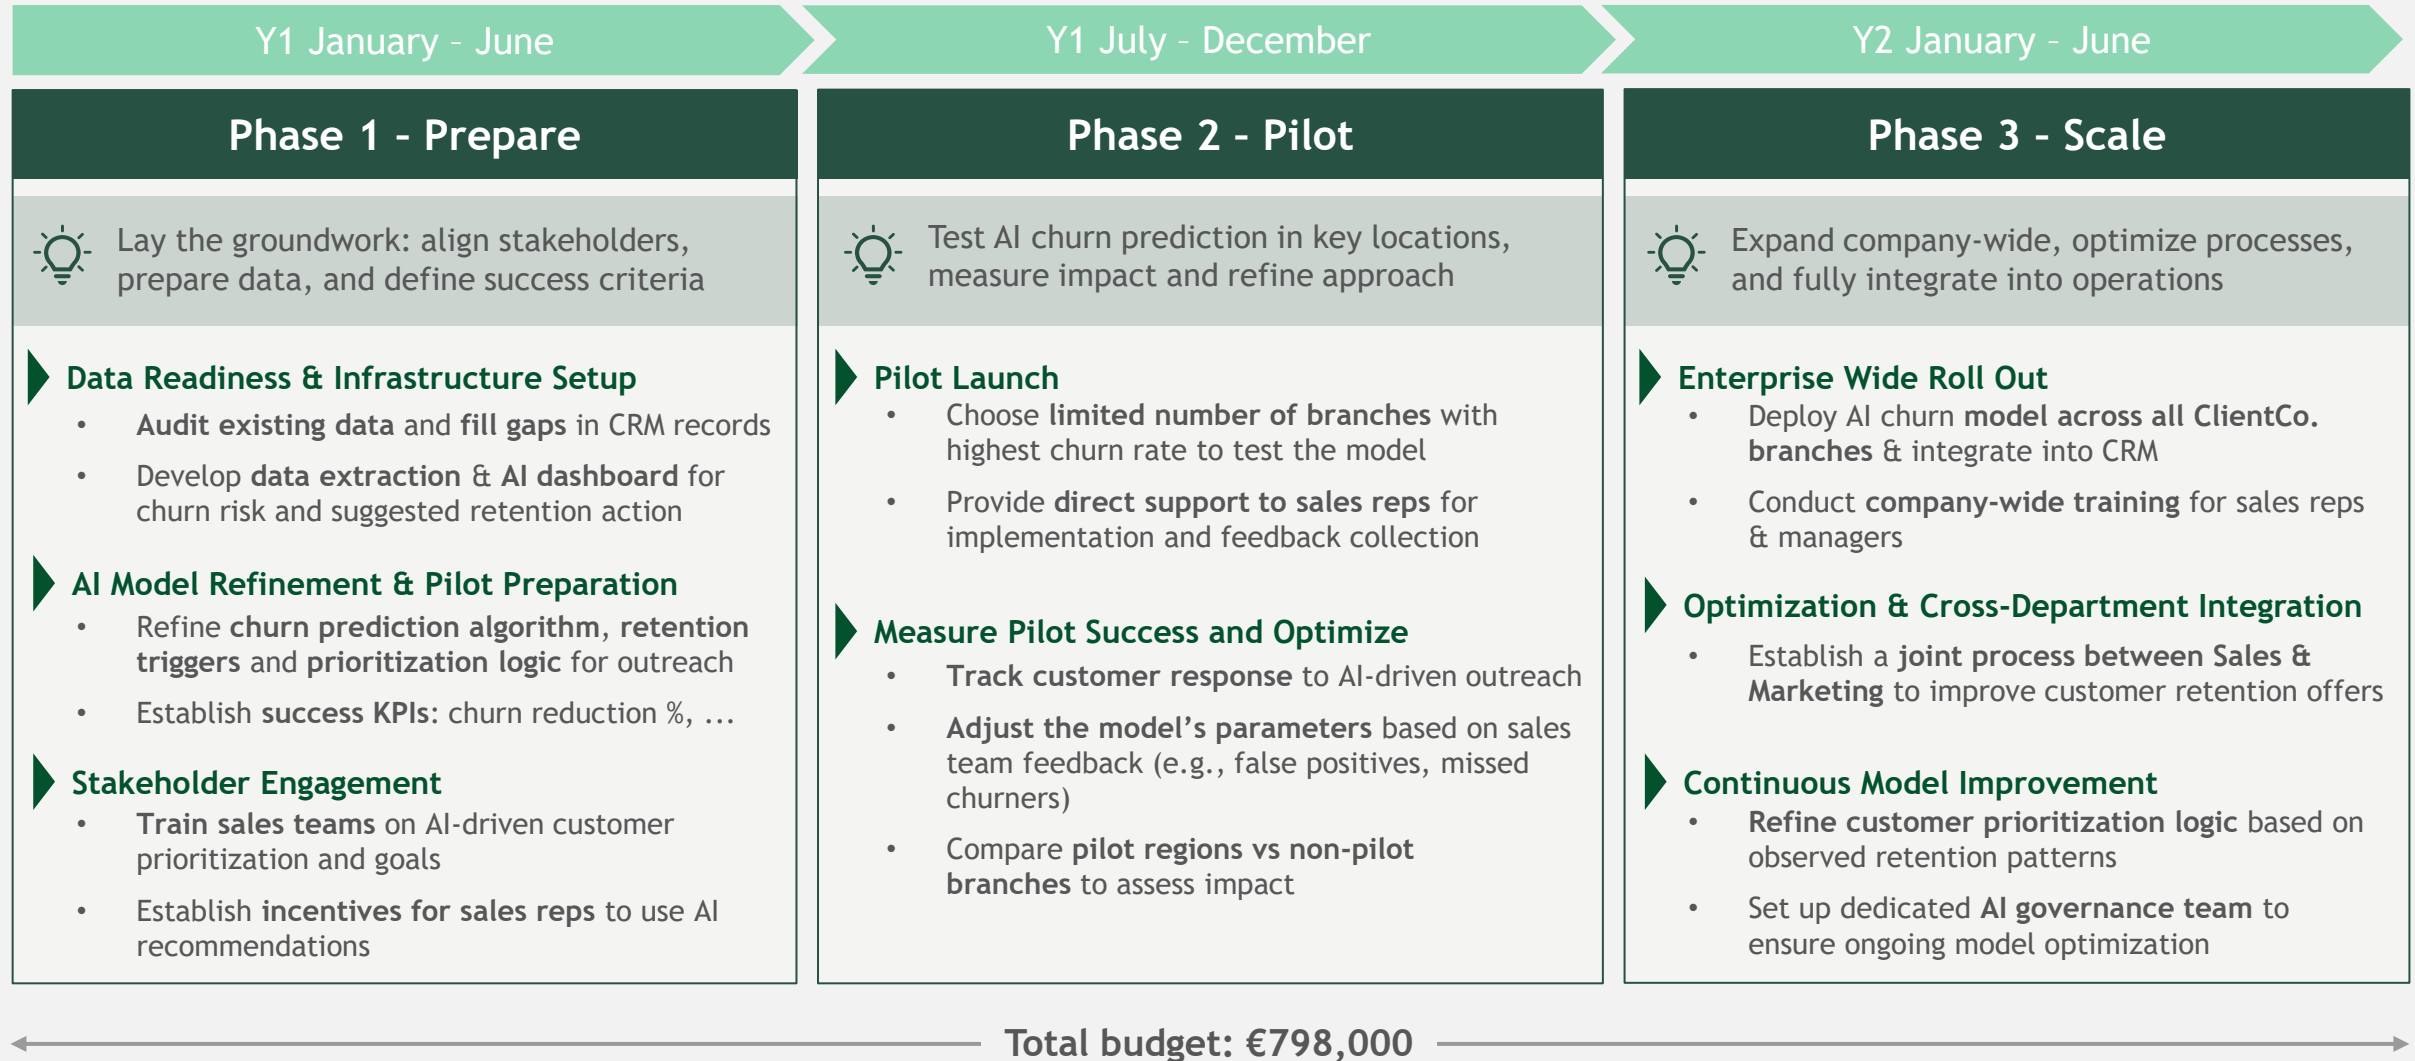 Y1 January – June
Y1 July – December
Y2 January – June
Phase 1 – Prepare
Lay the groundwork: align stakeholders,
prepare data, and define success criteria
Data Readiness & Infrastructure Setup
• Audit existing data and fill gaps in CRM records
• Develop data extraction & AI dashboard for
churn risk and suggested retention action
AI Model Refinement & Pilot Preparation
• Refine churn prediction algorithm, retention
triggers and prioritization logic for outreach
• Establish success KPIs: churn reduction %, ...
Stakeholder Engagement
• Train sales teams on AI-driven customer
prioritization and goals
• Establish incentives for sales reps to use AI
recommendations
Phase 2 – Pilot
Test AI churn prediction in key locations,
measure impact and refine approach
Pilot Launch
• Choose limited number of branches with
highest churn rate to test the model
• Provide direct support to sales reps for
implementation and feedback collection
Measure Pilot Success and Optimize
• Track customer response to AI-driven outreach
• Adjust the model’s parameters based on sales
team feedback (e.g., false positives, missed
churners)
• Compare pilot regions vs non-pilot
branches to assess impact
Phase 3 – Scale
Expand company-wide, optimize processes,
and fully integrate into operations
Enterprise Wide Roll Out
• Deploy AI churn model across all ClientCo.
branches & integrate into CRM
• Conduct company-wide training for sales reps
& managers
Optimization & Cross-Department Integration
• Establish a joint process between Sales &
Marketing to improve customer retention offers
Continuous Model Improvement
• Refine customer prioritization logic based on
observed retention patterns
• Set up dedicated AI governance team to
ensure ongoing model optimization
Total budget: €798,000